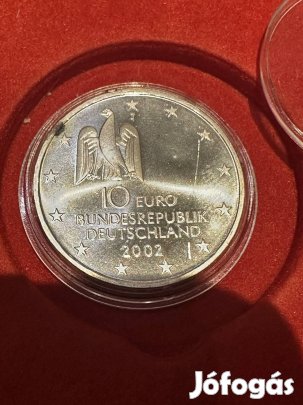 10 EURO
BUNDESREPUBLIK
DEUTSCHLAND
2002
Jófogás